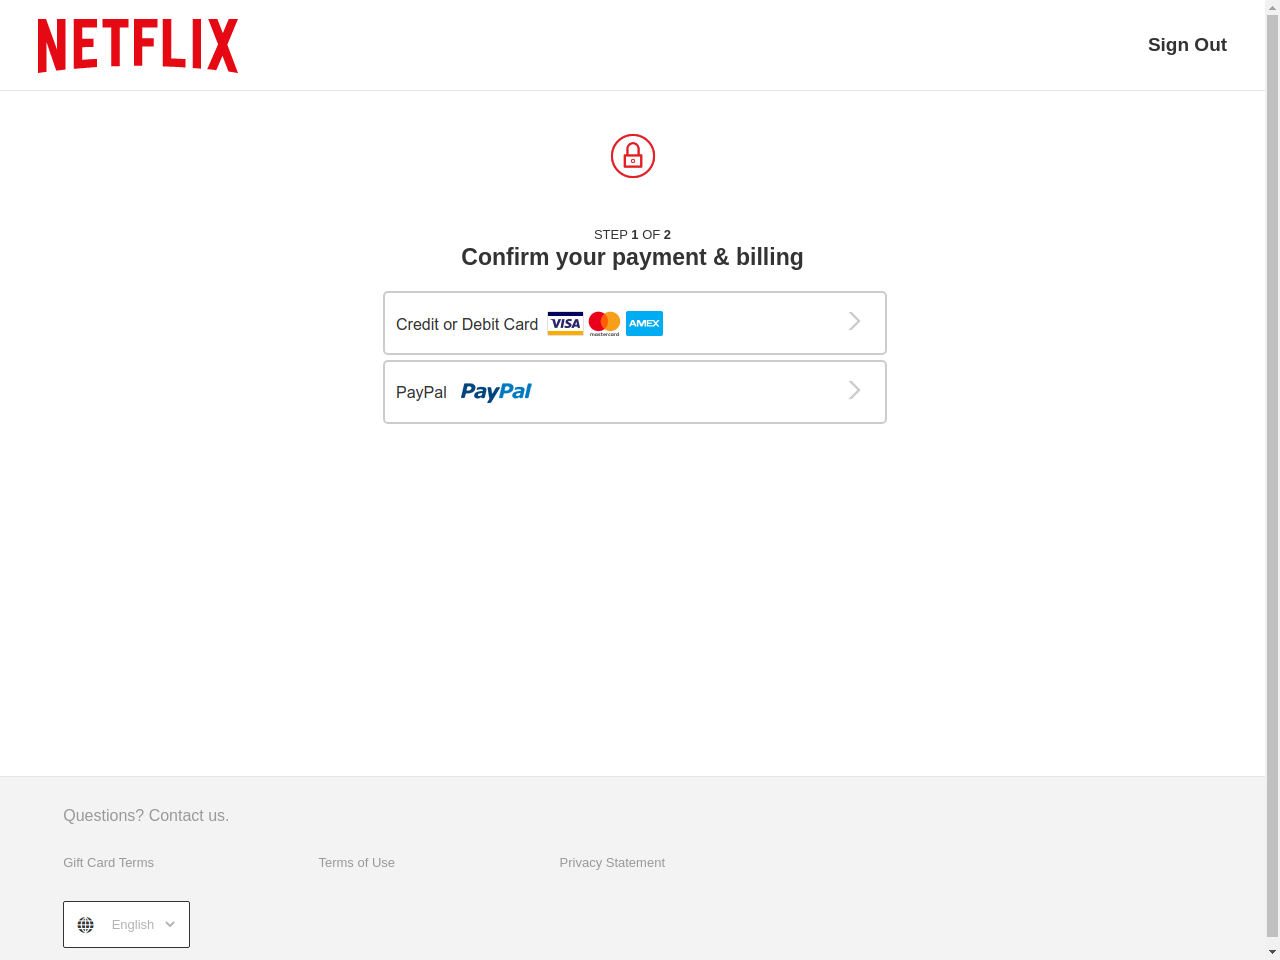 NETFLIX
Sign Out
STEP 1 OF 2
Confirm your payment & billing
Credit or Debit Card VISA mastercard AMEX
PayPal PayPal
Questions? Contact us.
Gift Card Terms
Terms of Use
Privacy Statement
English